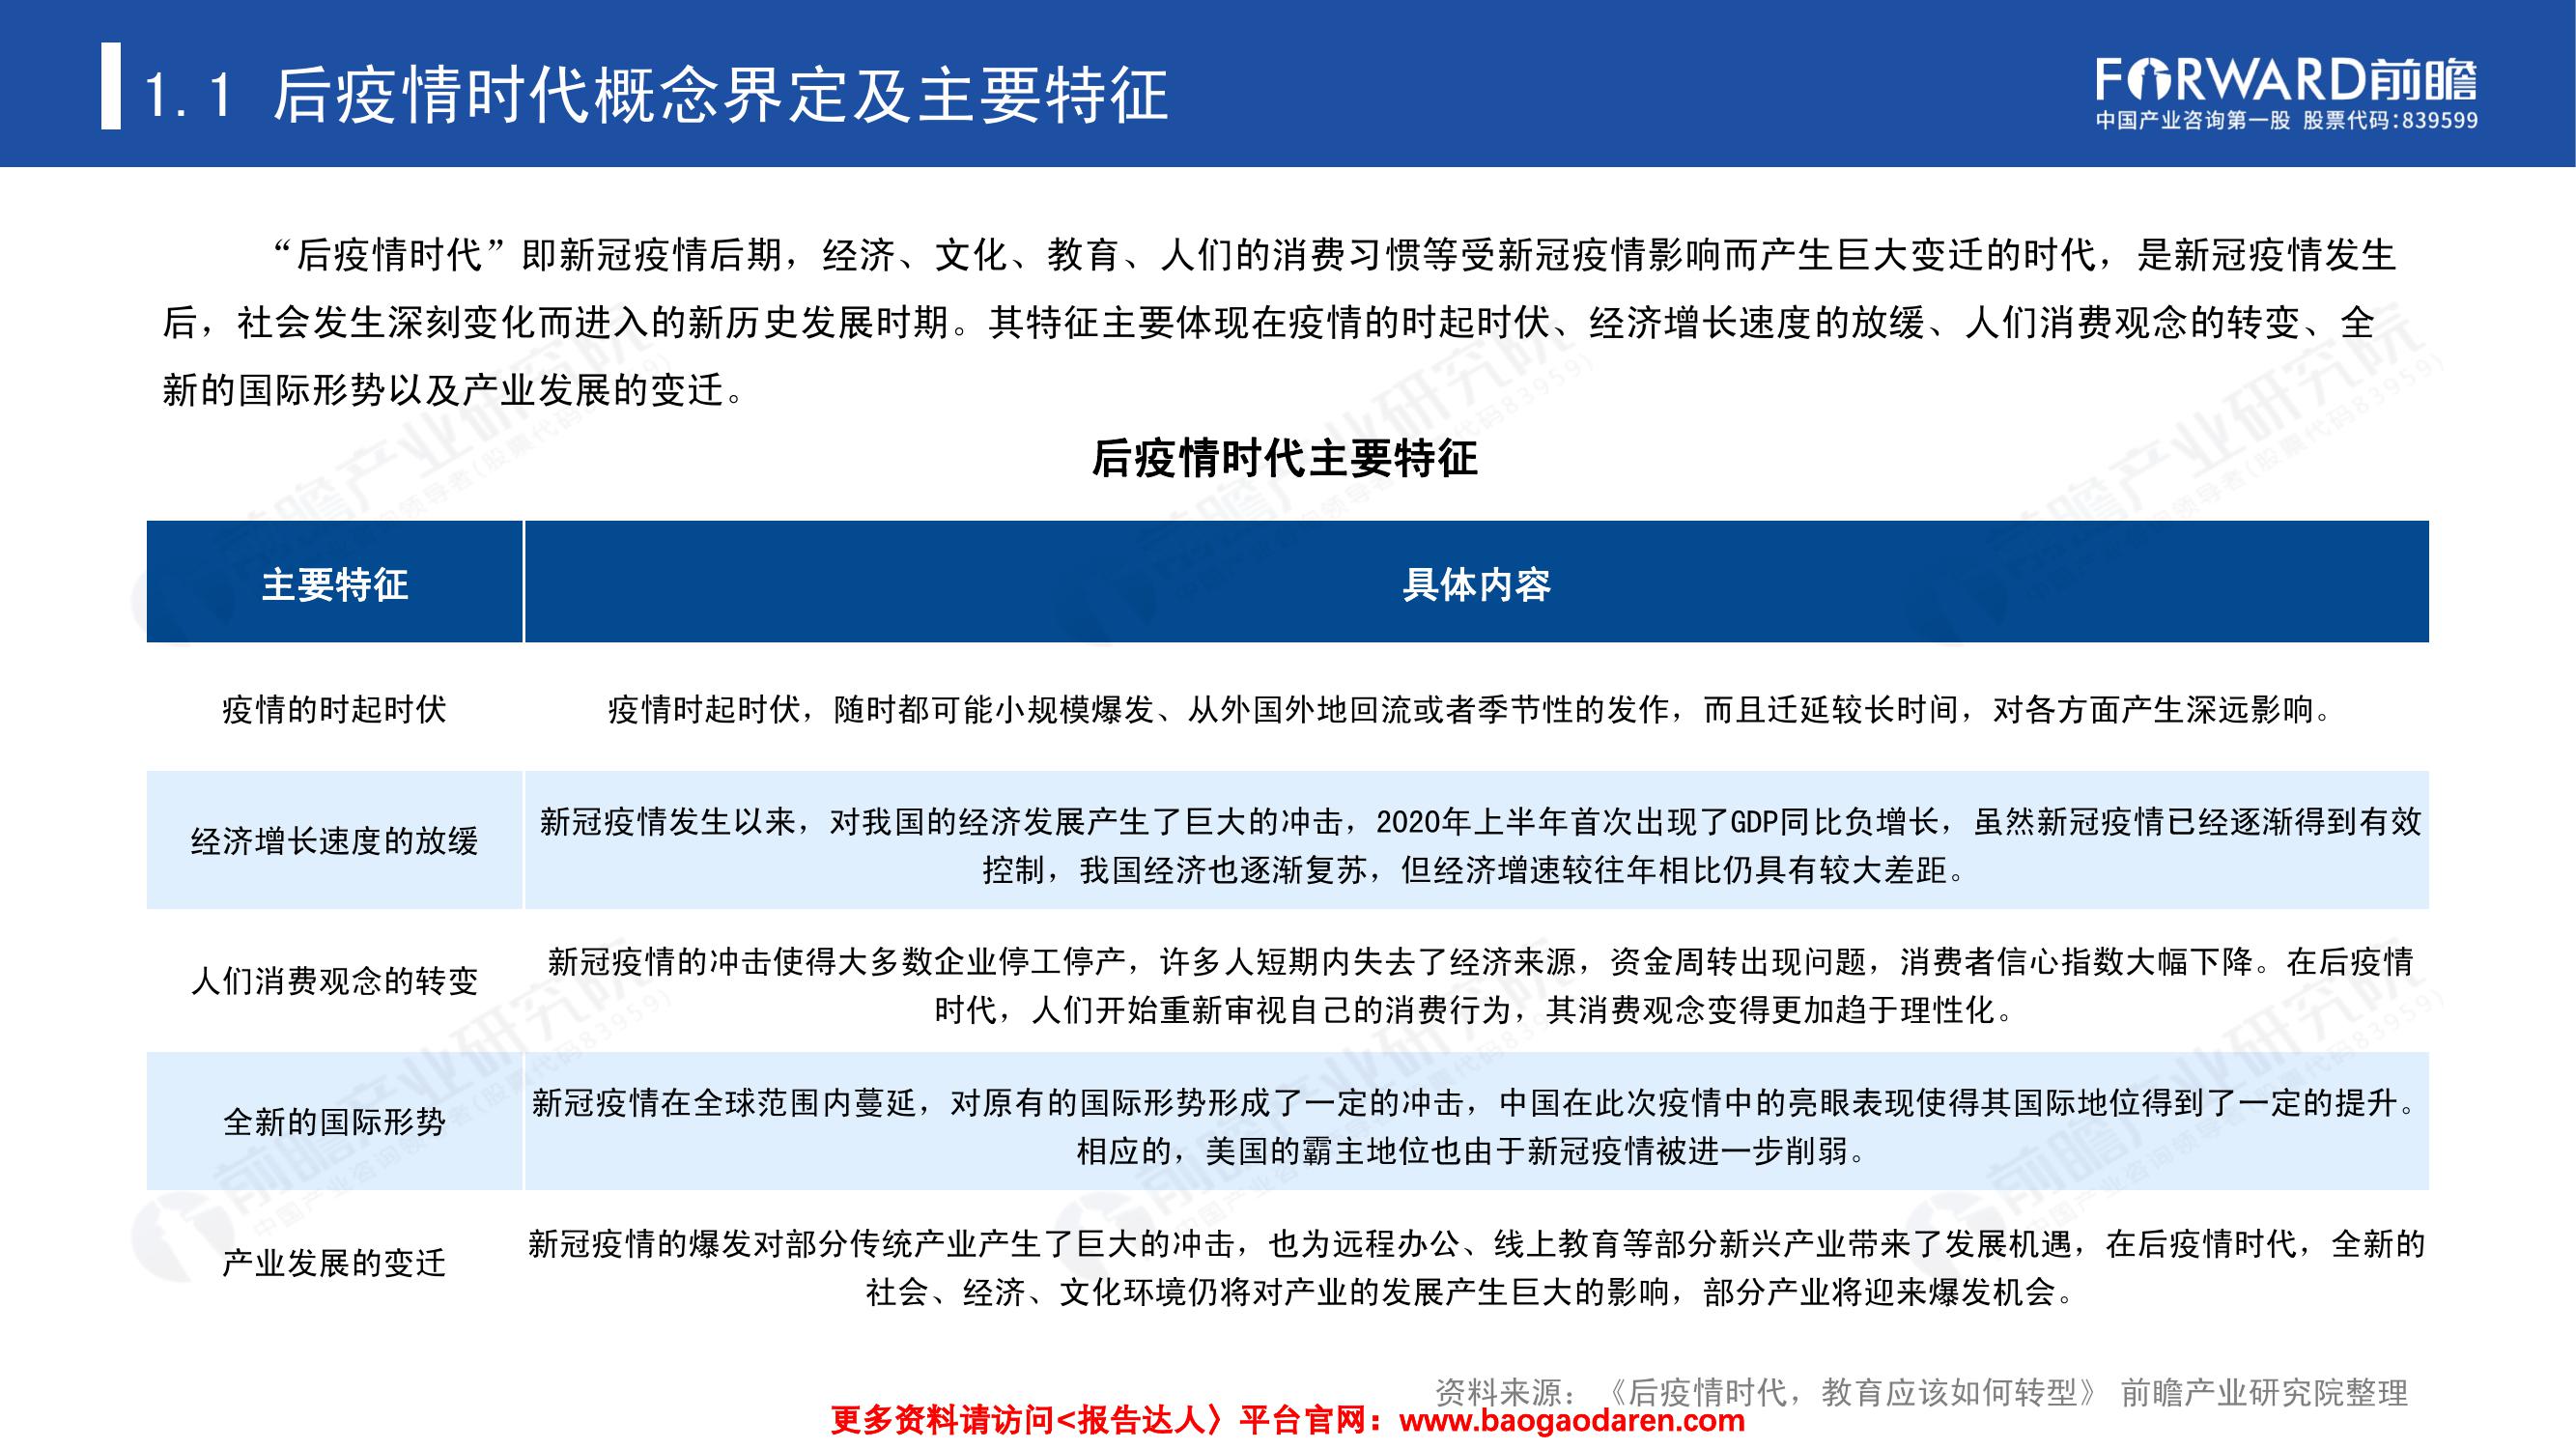 1.1 后疫情时代概念界定及主要特征
FORWARD前瞻
中国产业咨询第一股 股票代码:839599
“后疫情时代”即新冠疫情后期，经济、文化、教育、人们的消费习惯等受新冠疫情影响而产生巨大变迁的时代，是新冠疫情发生
后，社会发生深刻变化而进入的新历史发展时期。其特征主要体现在疫情的时起时伏、经济增长速度的放缓、人们消费观念的转变、全
新的国际形势以及产业发展的变迁。
后疫情时代主要特征
主要特征
具体内容
疫情的时起时伏
疫情时起时伏，随时都可能小规模爆发、从外国外地回流或者季节性的发作，而且迁延较长时间，对各方面产生深远影响。
经济增长速度的放缓
新冠疫情发生以来，对我国的经济发展产生了巨大的冲击，2020年上半年首次出现了GDP同比负增长，虽然新冠疫情已经逐渐得到有效
控制，我国经济也逐渐复苏，但经济增速较往年相比仍具有较大差距。
人们消费观念的转变
新冠疫情的冲击使得大多数企业停工停产，许多人短期内失去了经济来源，资金周转出现问题，消费者信心指数大幅下降。在后疫情
时代，人们开始重新审视自己的消费行为，其消费观念变得更加趋于理性化。
全新的国际形势
新冠疫情在全球范围内蔓延，对原有的国际形势形成了一定的冲击，中国在此次疫情中的亮眼表现使得其国际地位得到了一定的提升。
相应的，美国的霸主地位也由于新冠疫情被进一步削弱。
产业发展的变迁
新冠疫情的爆发对部分传统产业产生了巨大的冲击，也为远程办公、线上教育等部分新兴产业带来了发展机遇，在后疫情时代，全新的
社会、经济、文化环境仍将对产业的发展产生巨大的影响，部分产业将迎来爆发机会。
资料来源：《后疫情时代，教育应该如何转型》 前瞻产业研究院整理
更多资料请访问<报告达人〉平台官网：www.baogaodaren.com